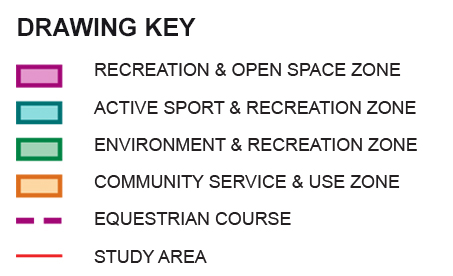 DRAWING KEY
RECREATION & OPEN SPACE ZONE
ACTIVE SPORT & RECREATION ZONE
ENVIRONMENT & RECREATION ZONE
COMMUNITY SERVICE & USE ZONE
EQUESTRIAN COURSE
STUDY AREA